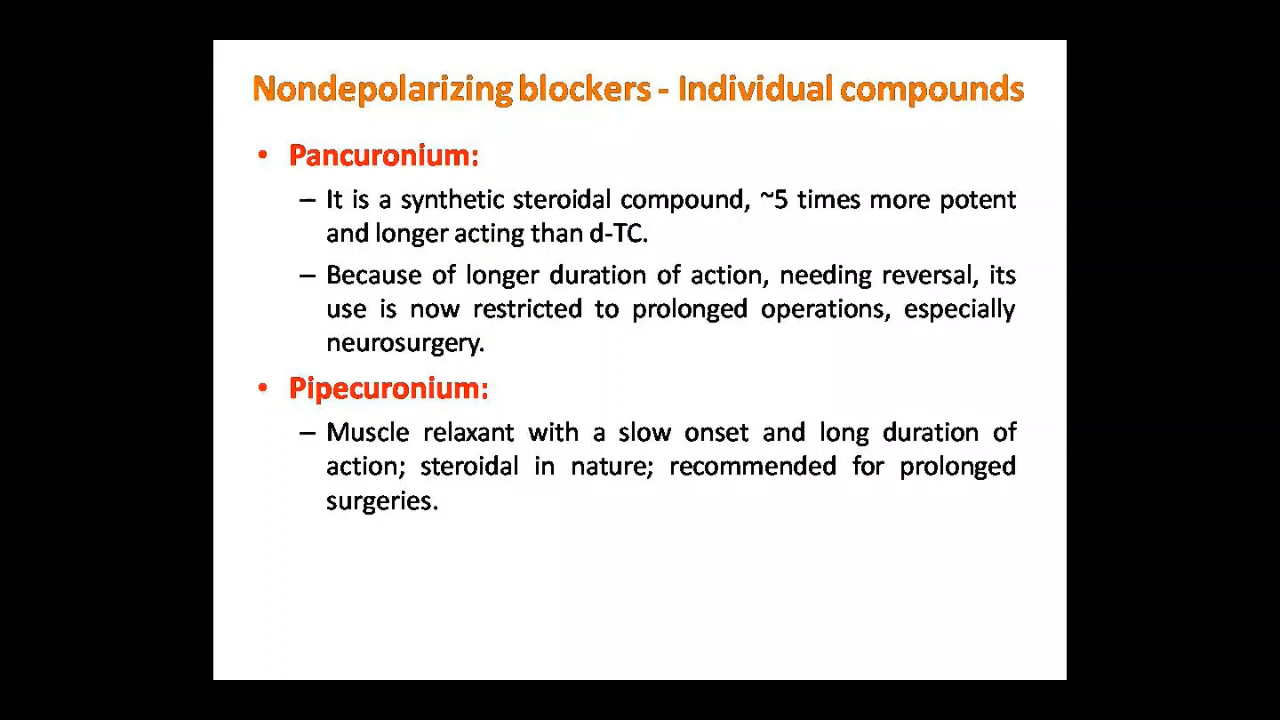 Nondepolarizing blockers - Individual compounds
• Pancuronium:
– It is a synthetic steroidal compound, ~5 times more potent
and longer acting than d-TC.
– Because of longer duration of action, needing reversal, its
use is now restricted to prolonged operations, especially
neurosurgery.
• Pipecuronium:
– Muscle relaxant with a slow onset and long duration of
action; steroidal in nature; recommended for prolonged
surgeries.